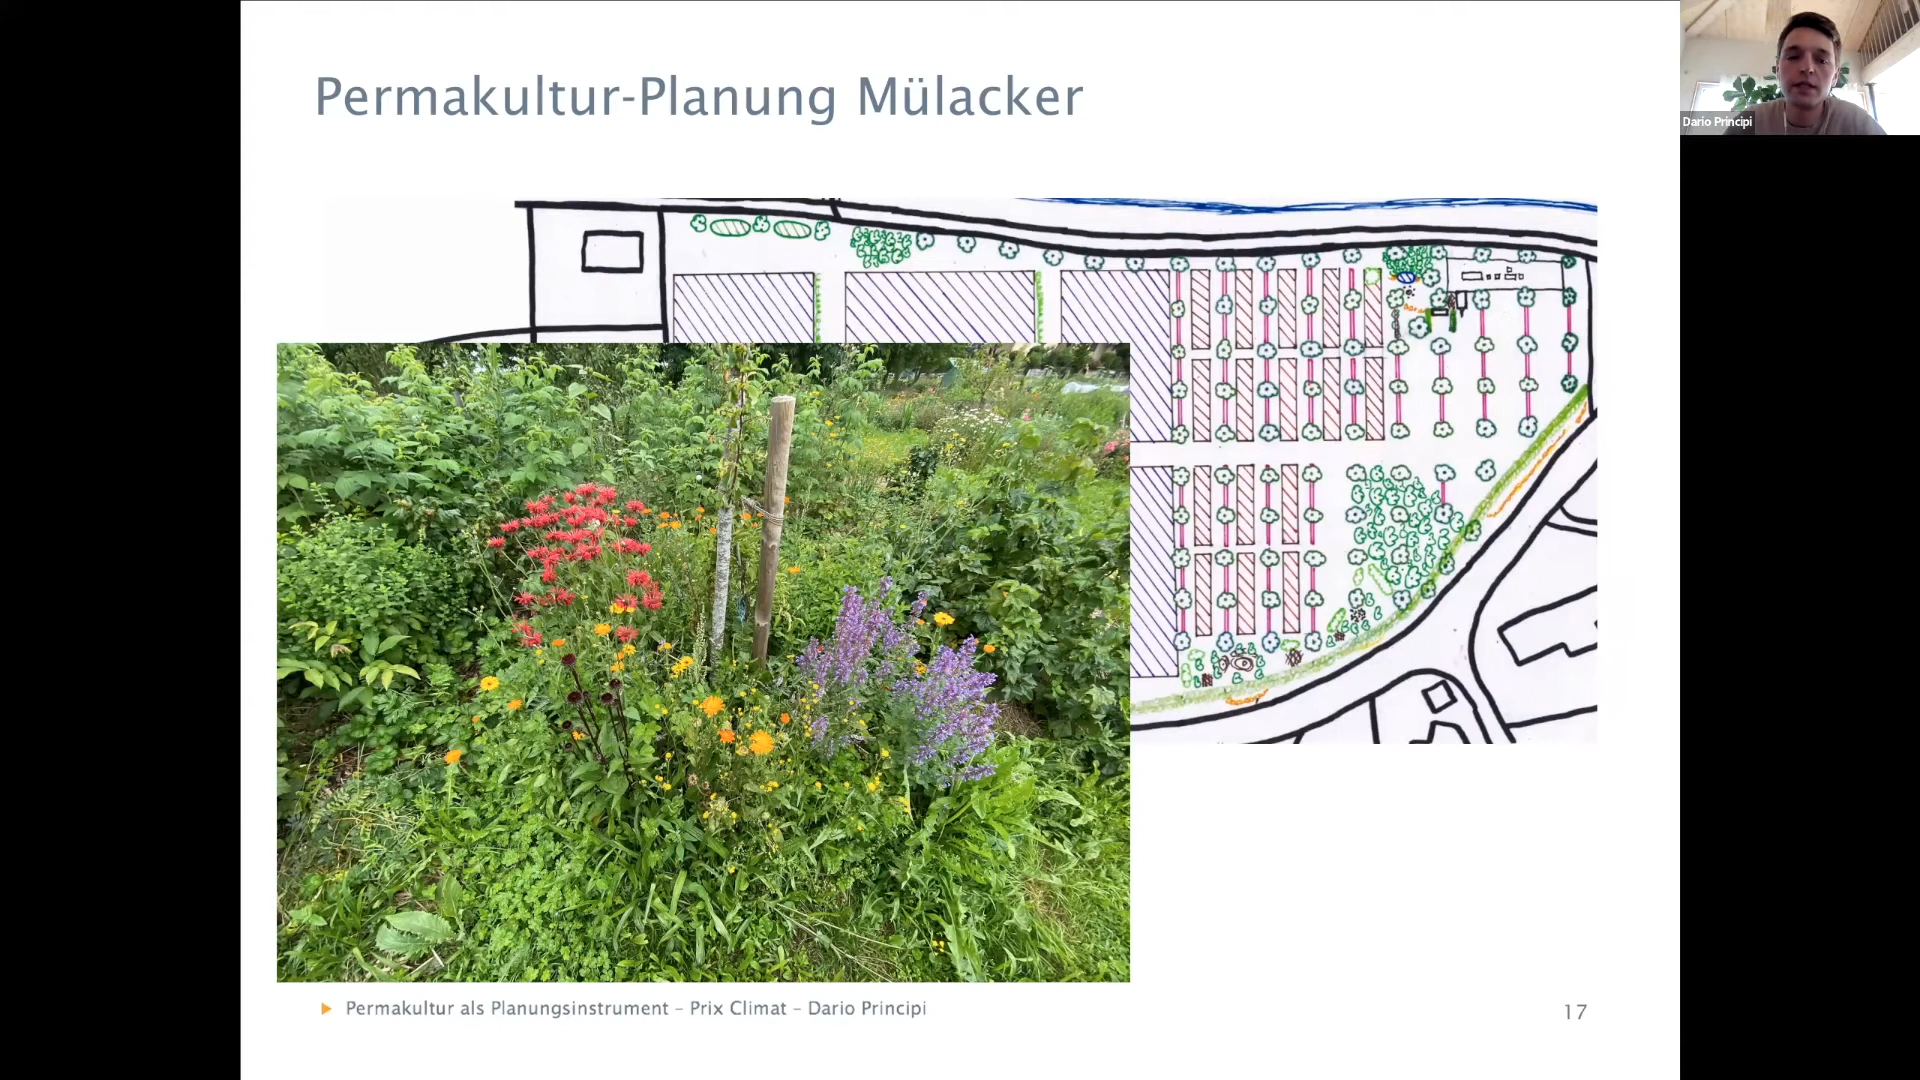 Permakultur-Planung Mülacker
Dario Principi
Permakultur als Planungsinstrument – Prix Climat – Dario Principi
17